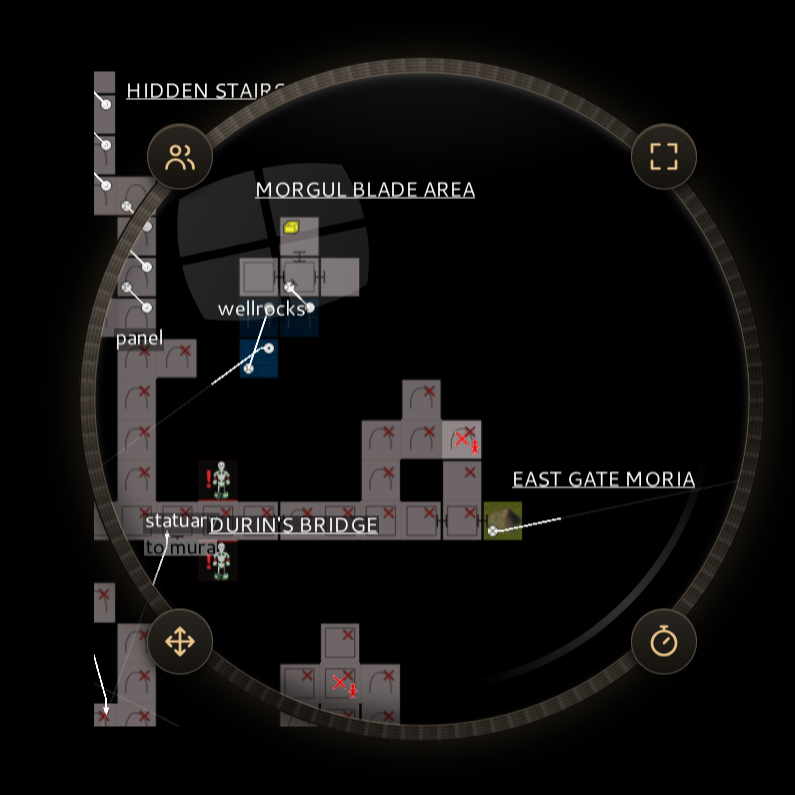 HIDDEN STAIRS
MORGUL BLADE AREA
wellrocks
panel
EAST GATE MORIA
statuar
DURIN'S BRIDGE
to mura